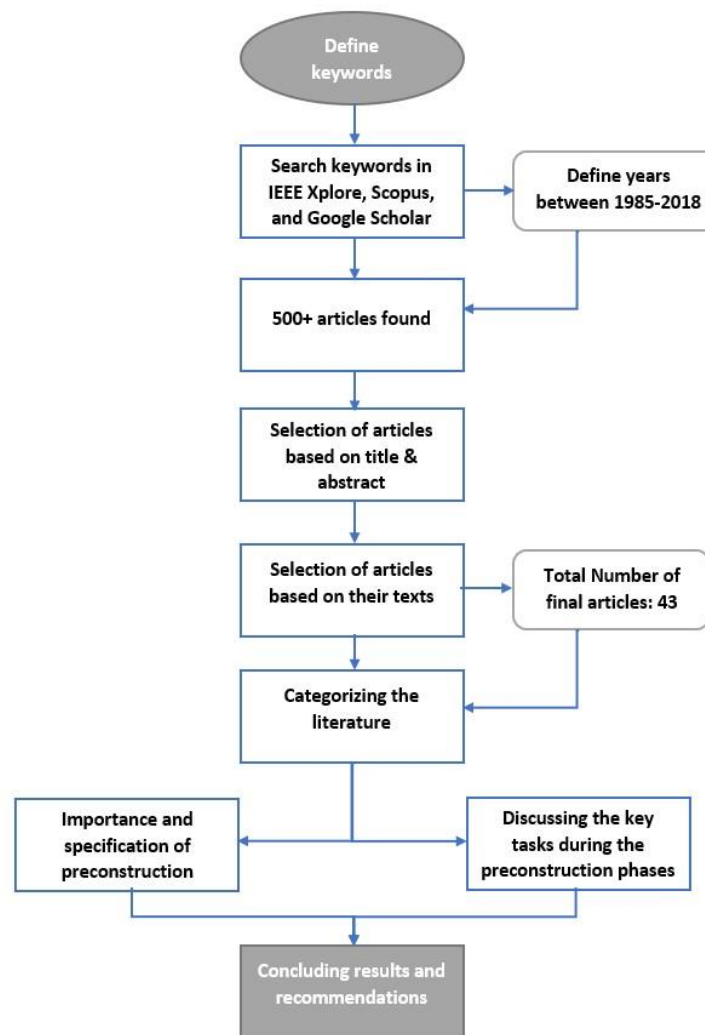 Define
keywords
Search keywords in
IEEE Xplore, Scopus,
and Google Scholar
Define years
between 1985-2018
500+ articles found
Selection of articles
based on title &
abstract
Selection of articles
based on their texts
Total Number of
final articles: 43
Categorizing the
literature
Importance and
specification of
preconstruction
Discussing the key
tasks during the
preconstruction phases
Concluding results and
recommendations